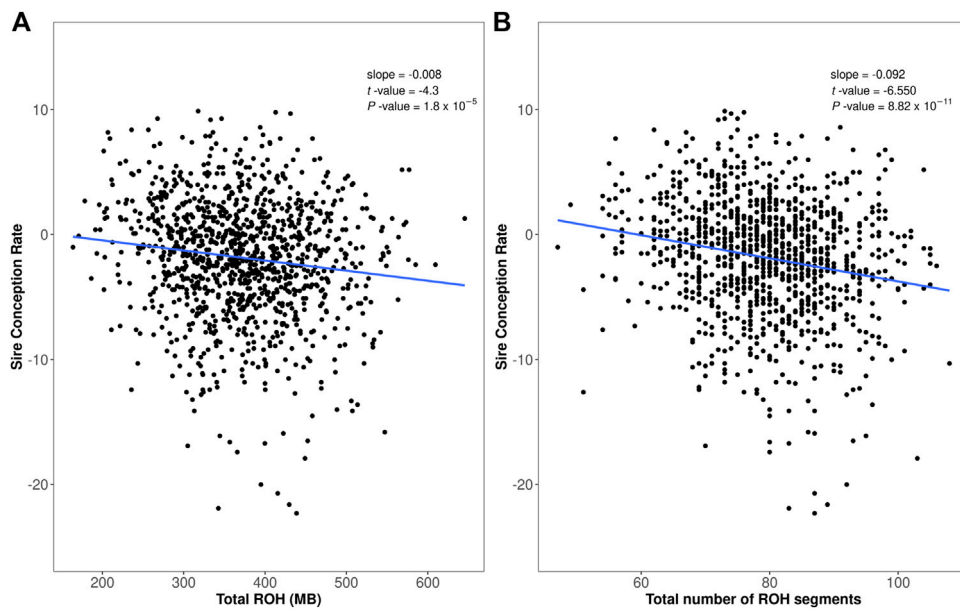 A
slope = -0.008
t -value = -4.3
P -value = 1.8 x 10⁻⁵
10
0
-10
-20
Sire Conception Rate
200 300 400 500 600
Total ROH (MB)
B
slope = -0.092
t -value = -6.550
P -value = 8.82 x 10⁻¹¹
10
0
-10
-20
Sire Conception Rate
60 80 100
Total number of ROH segments